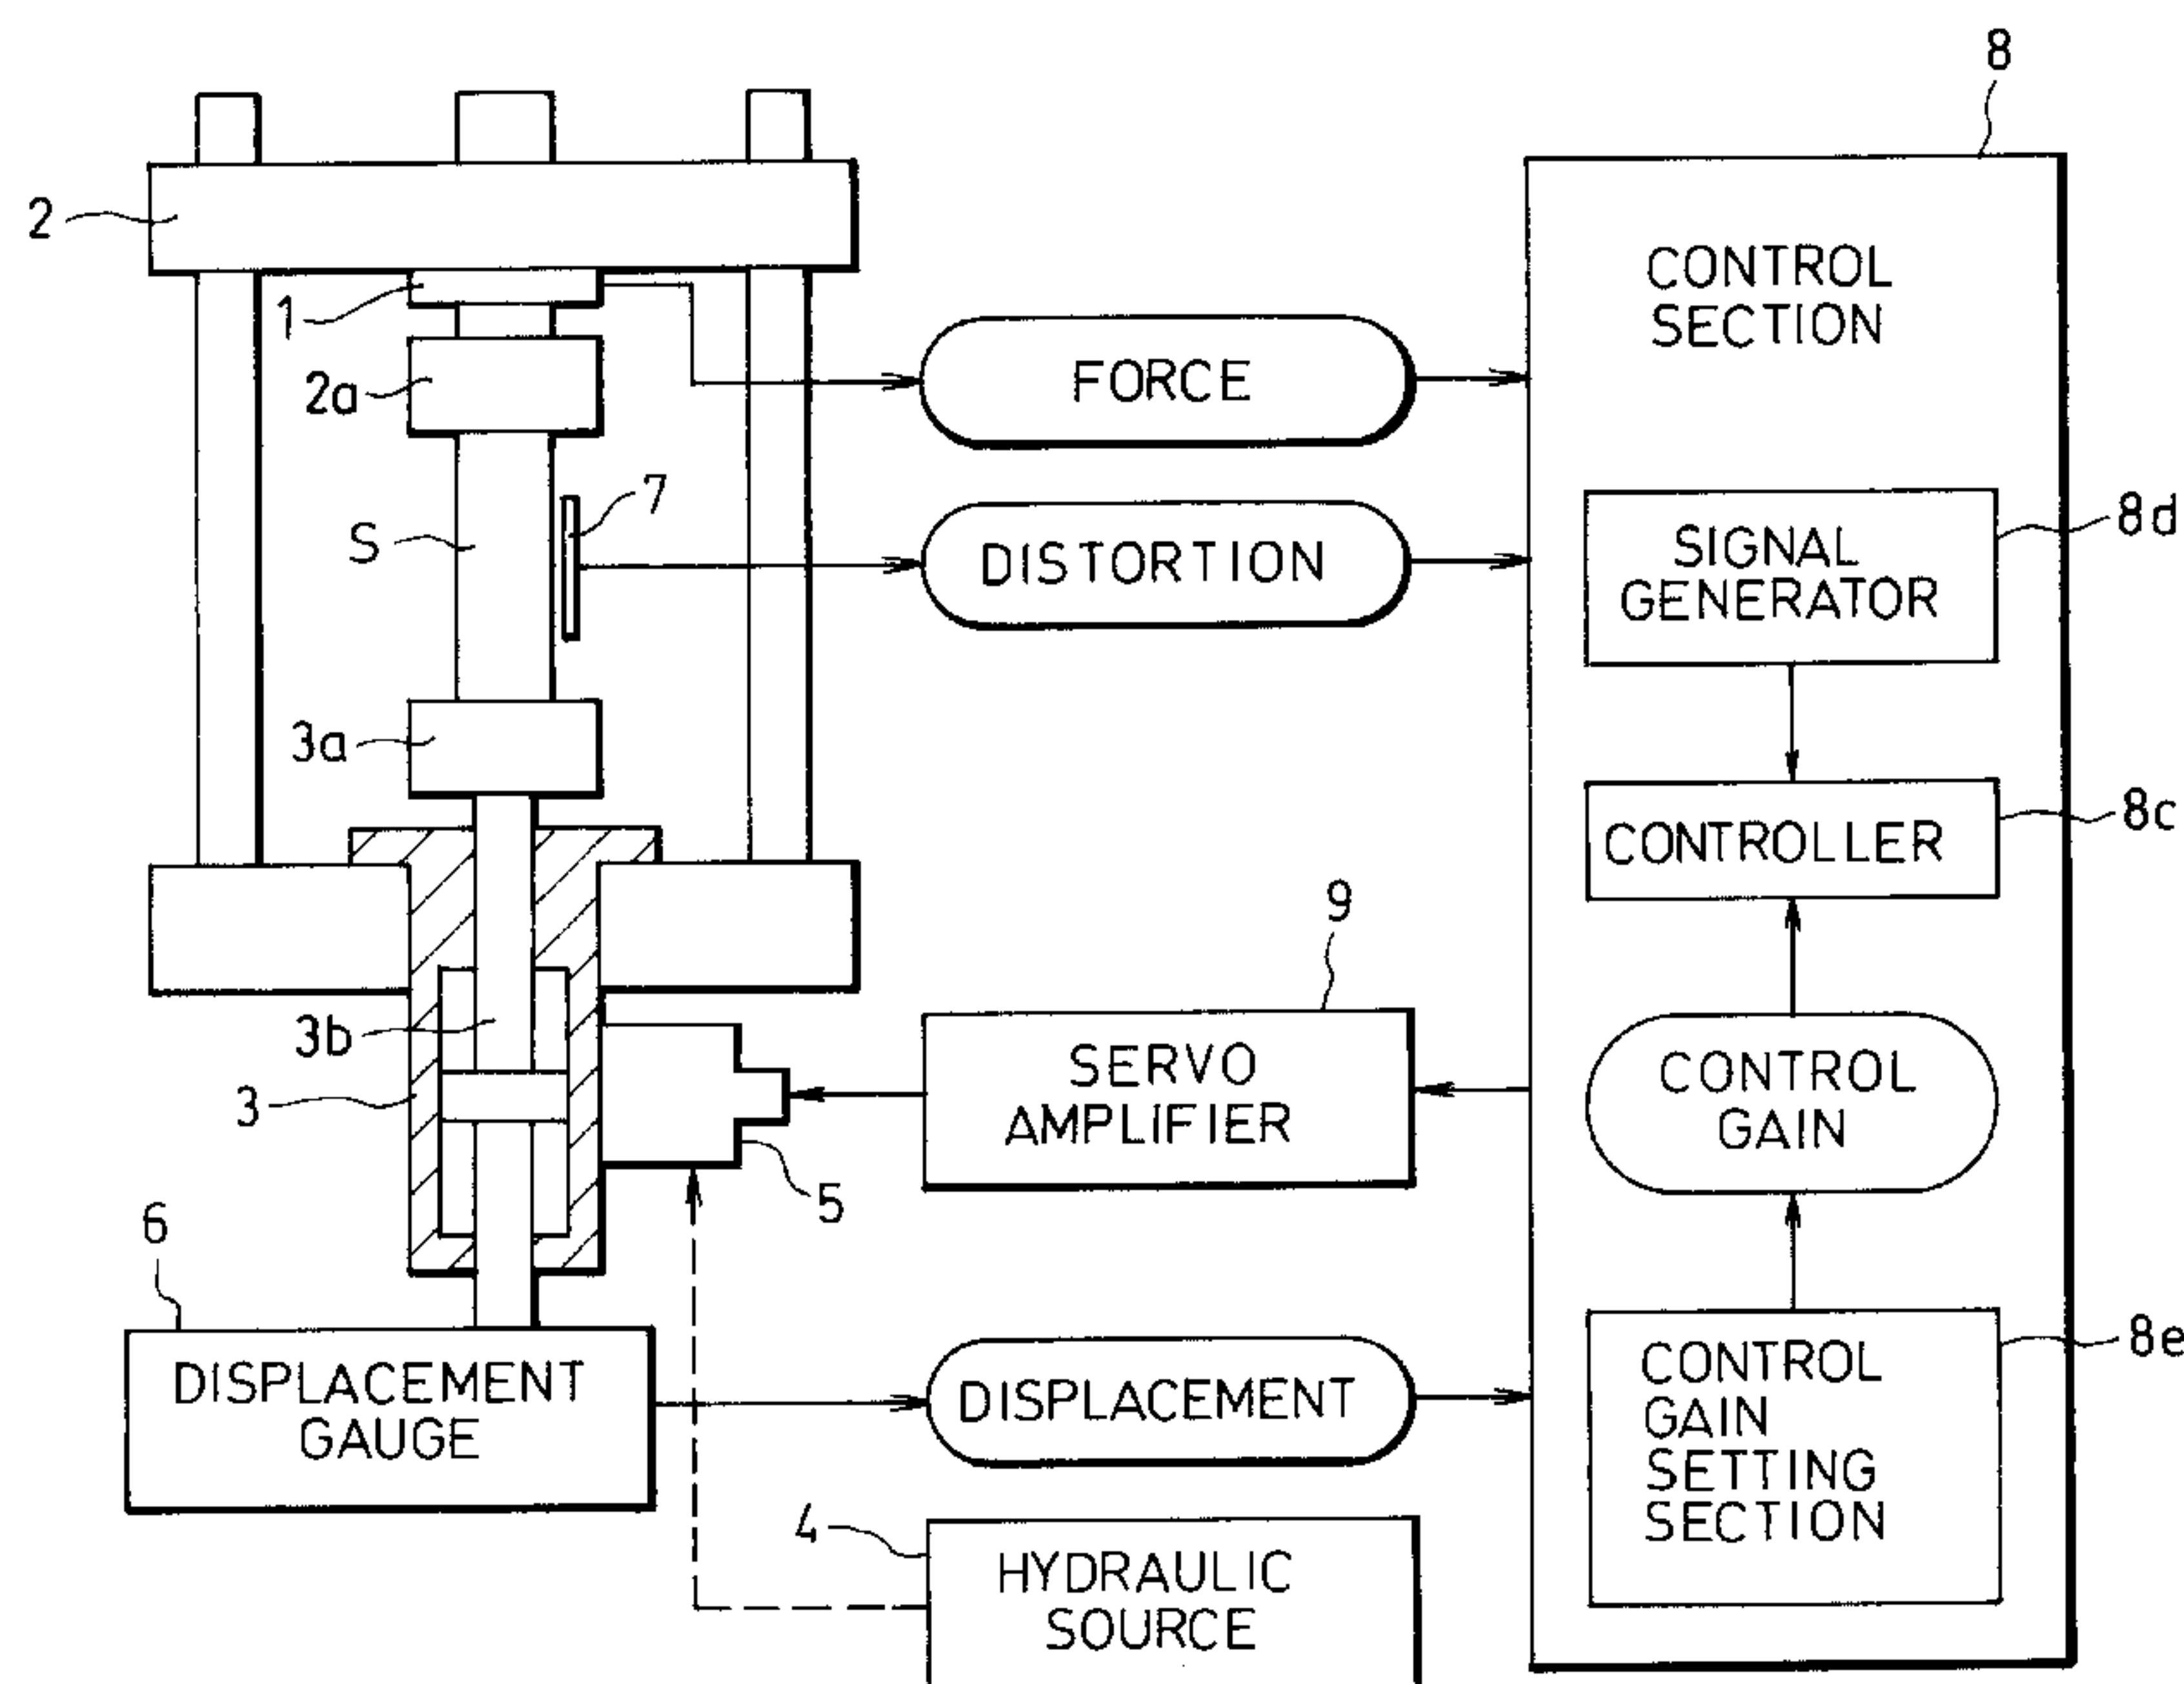 8
2
CONTROL
SECTION
1
2a
FORCE
7
S
DISTORTION
SIGNAL
GENERATOR
8d
3a
CONTROLLER
8c
9
3b
3
SERVO
AMPLIFIER
CONTROL
GAIN
5
6
DISPLACEMENT
GAUGE
DISPLACEMENT
CONTROL
GAIN
SETTING
SECTION
8e
4
HYDRAULIC
SOURCE